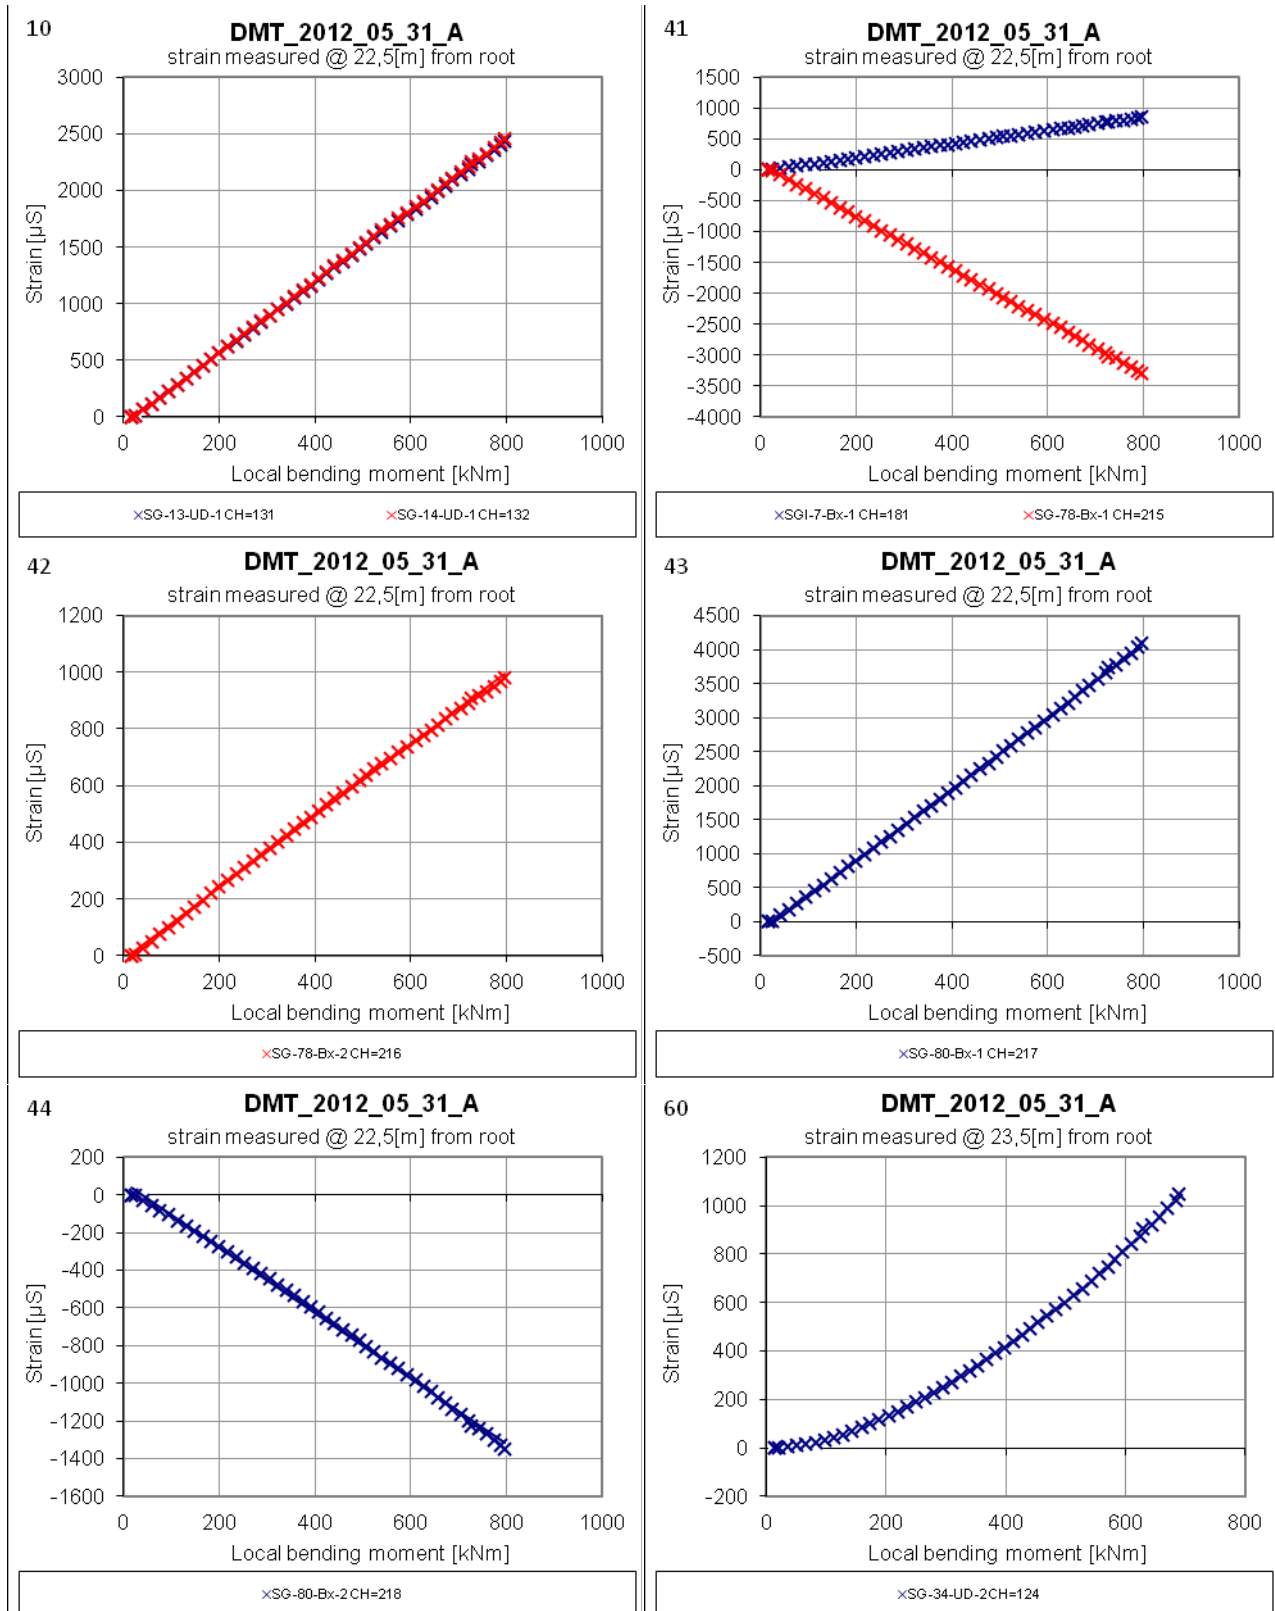 10
DMT_2012_05_31_A
strain measured @ 22,5[m] from root
Strain [µS]
3000
2500
2000
1500
1000
500
0
0 200 400 600 800 1000
Local bending moment [kNm]
×SG-13-UD-1 CH=131 ×SG-14-UD-1 CH=132
41
DMT_2012_05_31_A
strain measured @ 22,5[m] from root
Strain [µS]
1500
1000
500
0
-500
-1000
-1500
-2000
-2500
-3000
-3500
-4000
0 200 400 600 800 1000
Local bending moment [kNm]
×SGI-7-Bx-1 CH=181 ×SG-78-Bx-1 CH=215
42
DMT_2012_05_31_A
strain measured @ 22,5[m] from root
Strain [µS]
1200
1000
800
600
400
200
0
0 200 400 600 800 1000
Local bending moment [kNm]
×SG-78-Bx-2 CH=216
43
DMT_2012_05_31_A
strain measured @ 22,5[m] from root
Strain [µS]
4500
4000
3500
3000
2500
2000
1500
1000
500
0
-500
0 200 400 600 800 1000
Local bending moment [kNm]
×SG-80-Bx-1 CH=217
44
DMT_2012_05_31_A
strain measured @ 22,5[m] from root
Strain [µS]
200
0
-200
-400
-600
-800
-1000
-1200
-1400
-1600
0 200 400 600 800 1000
Local bending moment [kNm]
×SG-80-Bx-2 CH=218
60
DMT_2012_05_31_A
strain measured @ 23,5[m] from root
Strain [µS]
1200
1000
800
600
400
200
0
-200
0 200 400 600 800
Local bending moment [kNm]
×SG-34-UD-2 CH=124